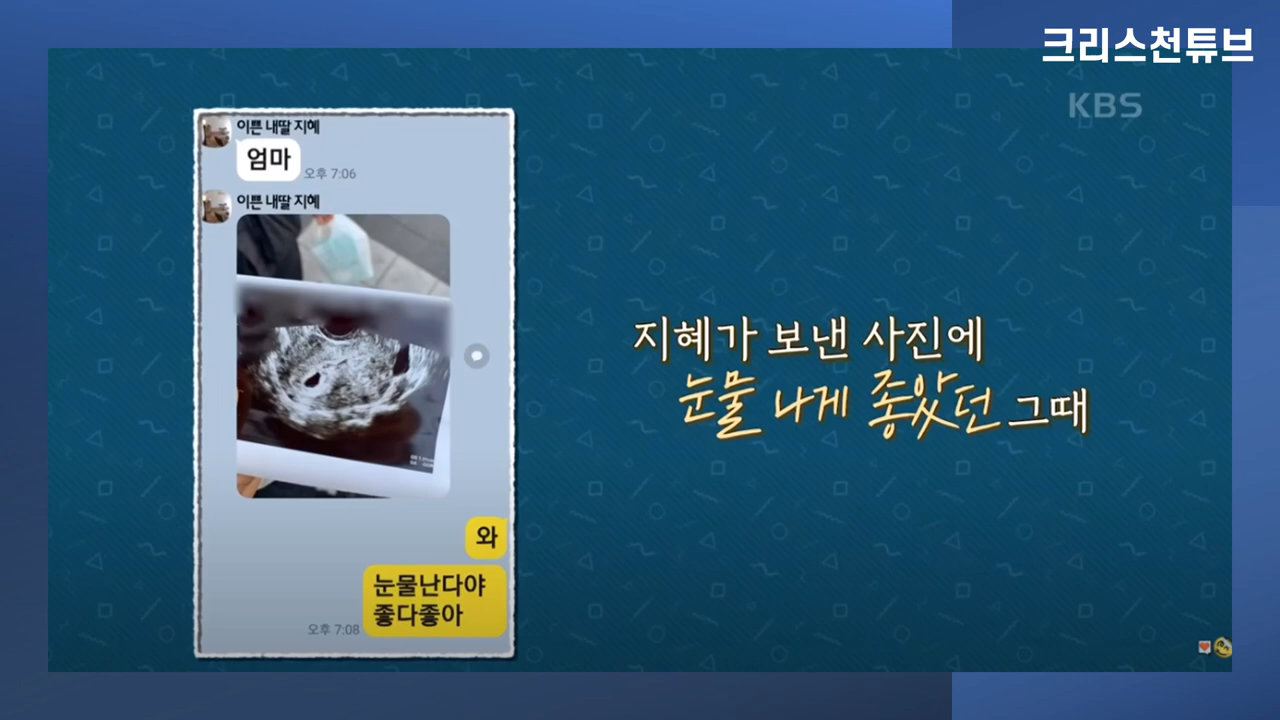 크리스천튜브
KBS
이쁜 내딸 지혜
엄마
오후 7:06
이쁜 내딸 지혜
지혜가 보낸 사진에
눈물 나게 좋았던 그때
와
눈물난다야
좋다좋아
오후 7:08